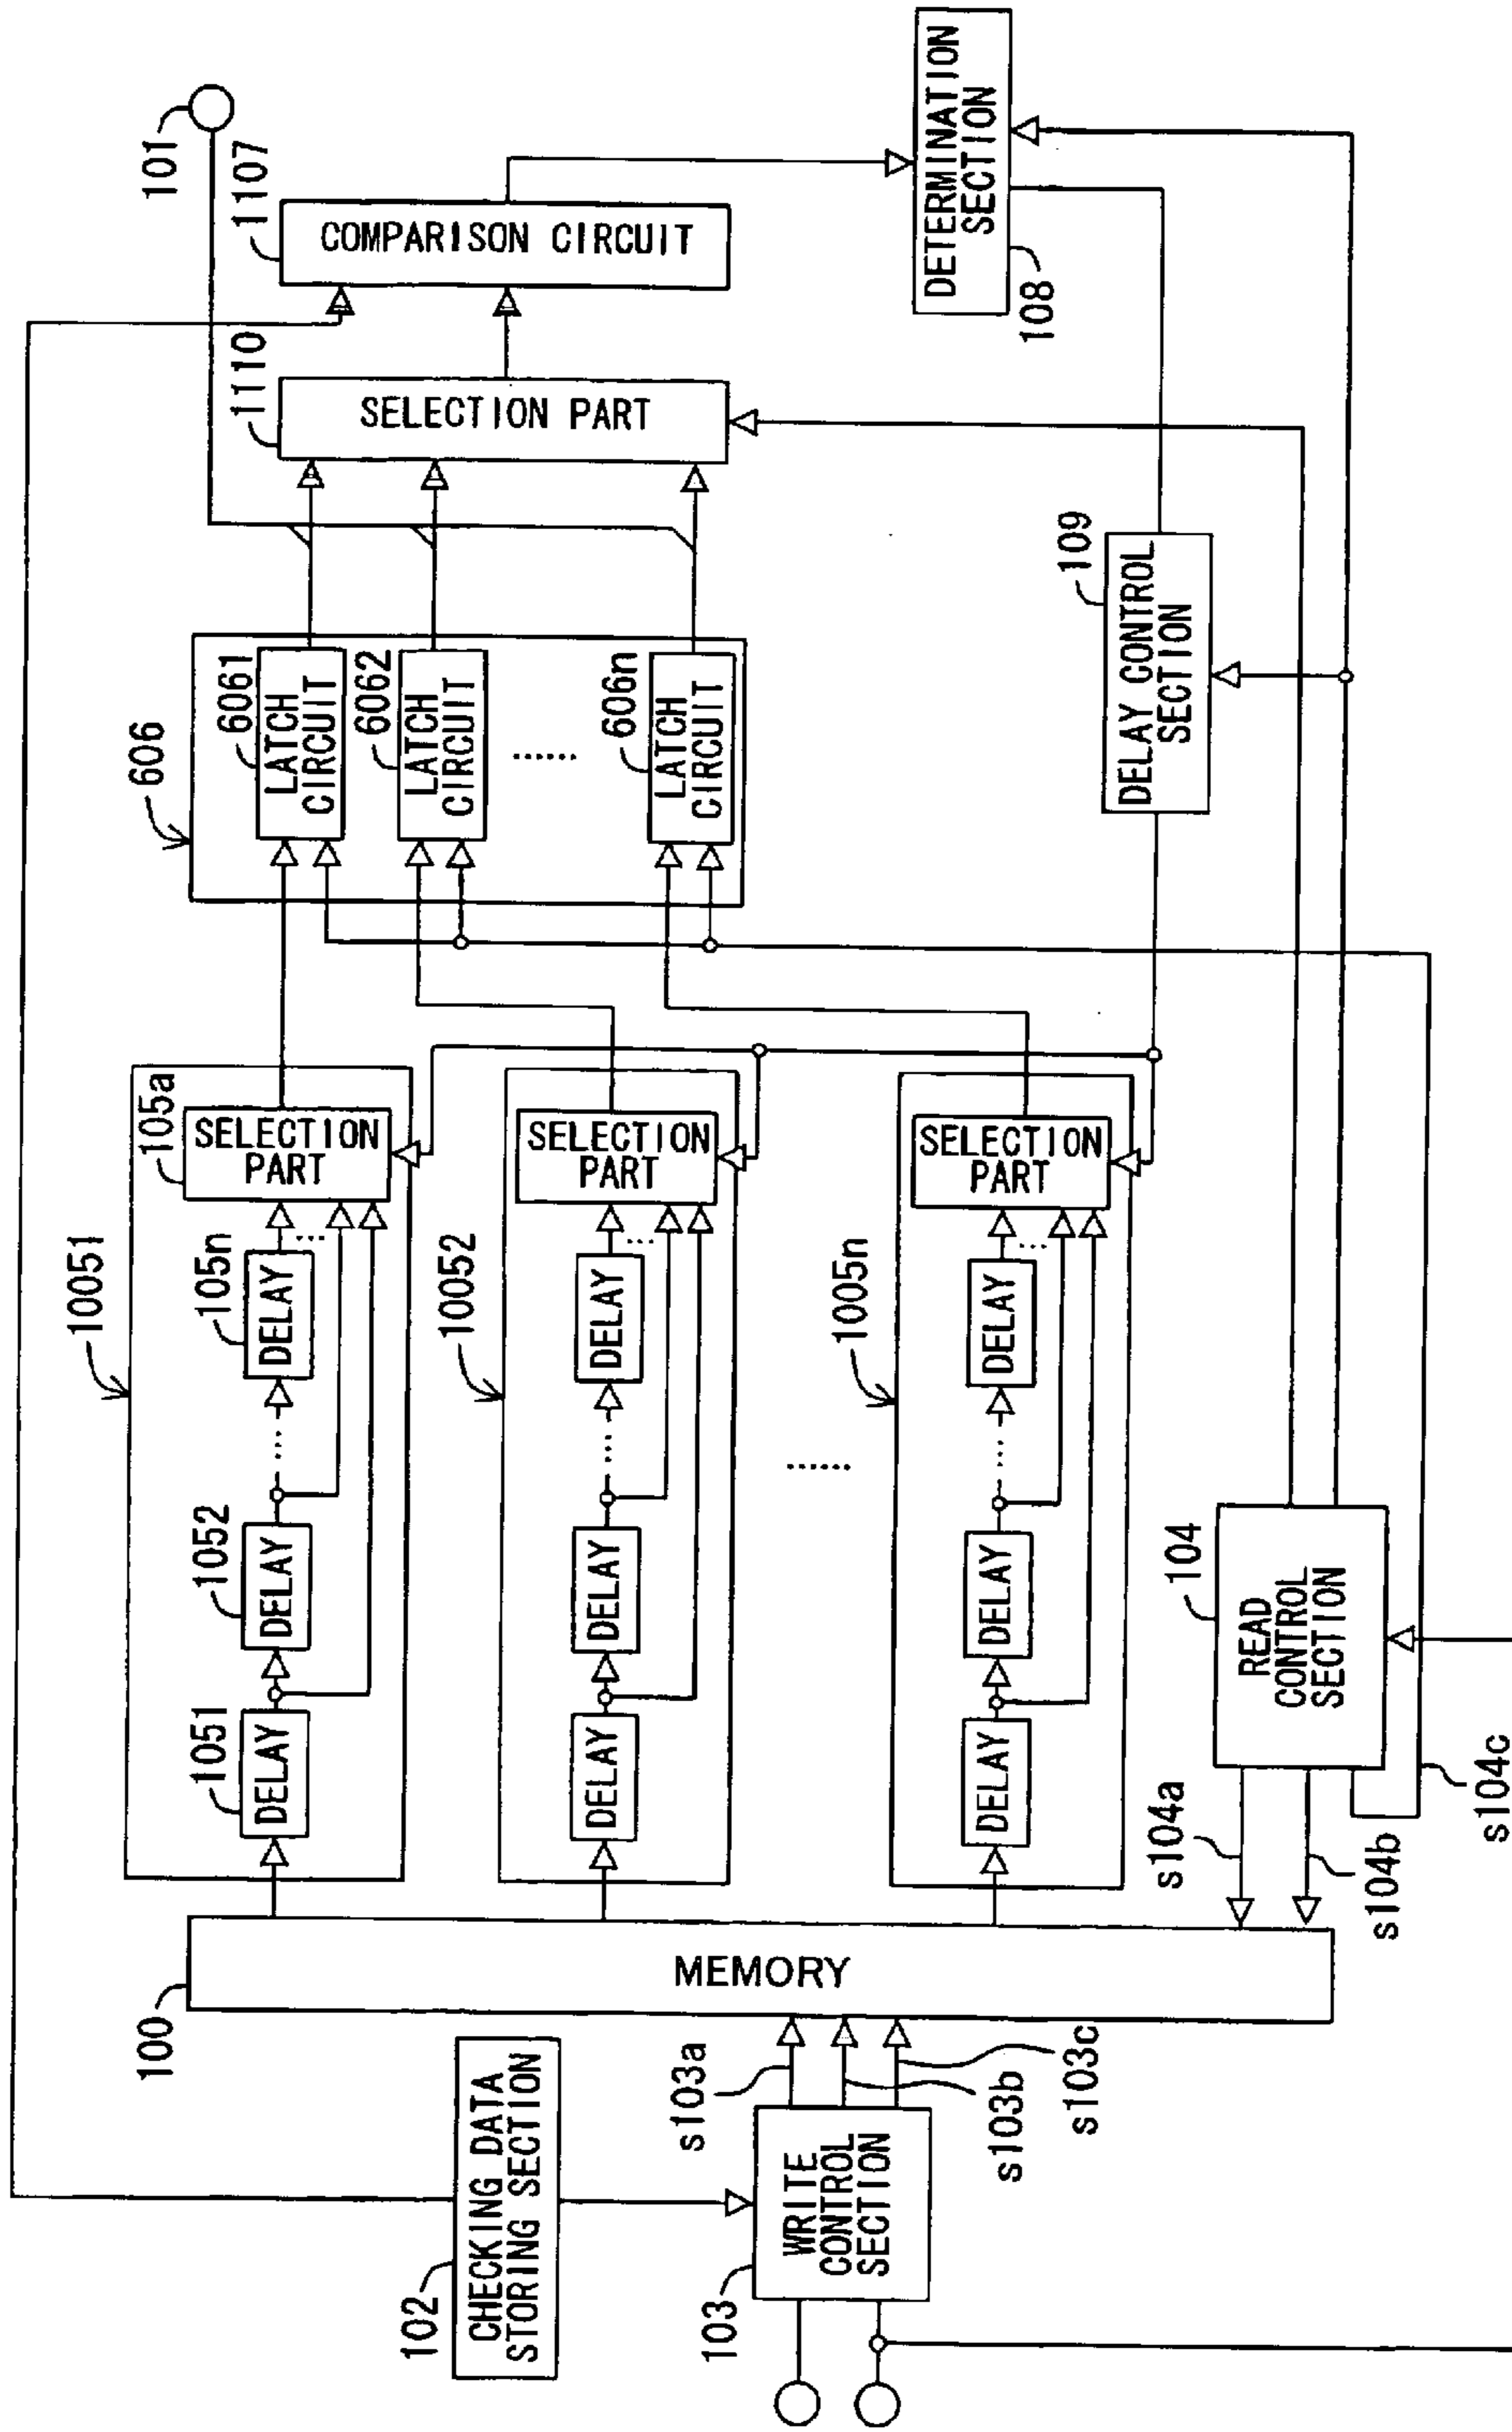 101
1107
COMPARISON CIRCUIT
1110
SELECTION PART
DETERMINATION
SECTION
108
606
6061
LATCH
CIRCUIT
6062
LATCH
CIRCUIT
......
606n
LATCH
CIRCUIT
109
DELAY CONTROL
SECTION
10051
1051
DELAY
1052
DELAY
....
105n
DELAY
...
105a
SELECTION
PART
10052
DELAY
DELAY
....
DELAY
...
SELECTION
PART
......
1005n
DELAY
DELAY
....
DELAY
...
SELECTION
PART
100
MEMORY
104
READ
CONTROL
SECTION
s104a
s104b
s104c
102
CHECKING DATA
STORING SECTION
103
WRITE
CONTROL
SECTION
s103a
s103b
s103c